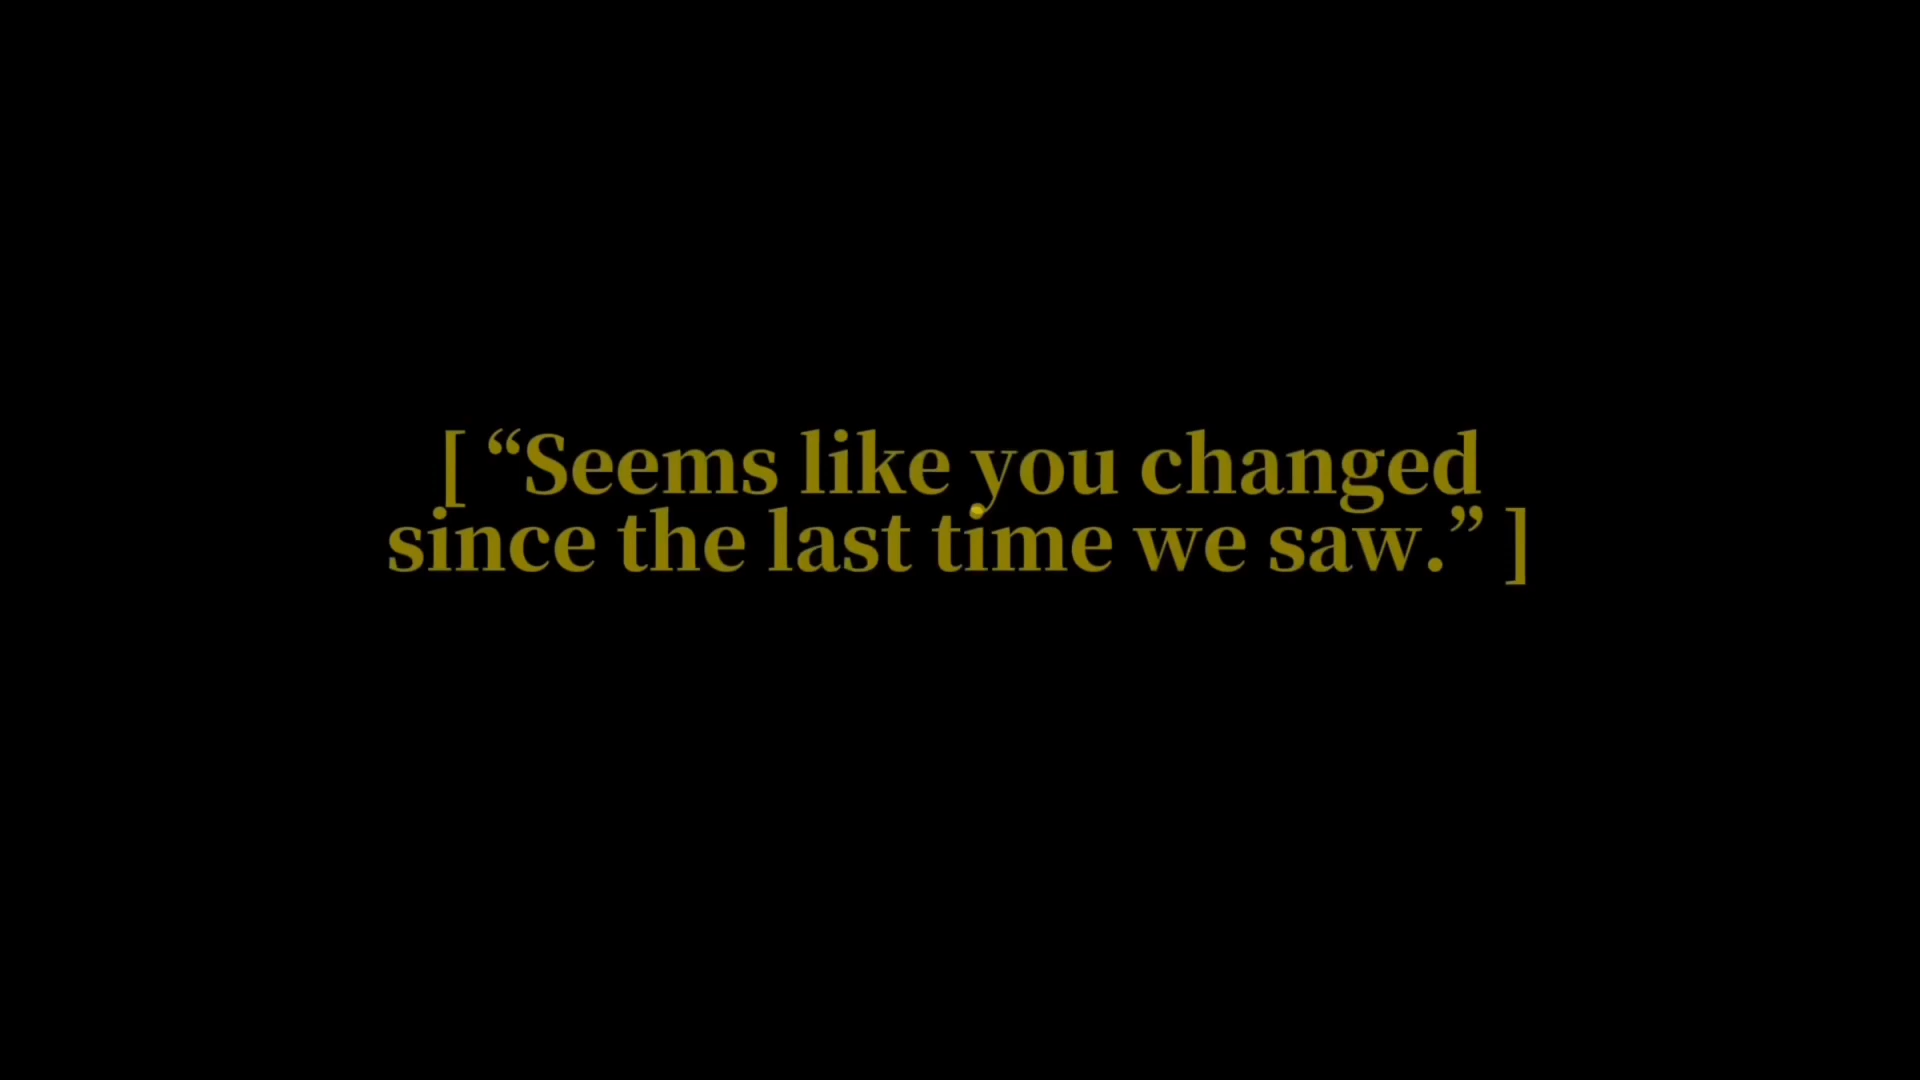 [ “Seems like you changed
since the last time we saw.” ]